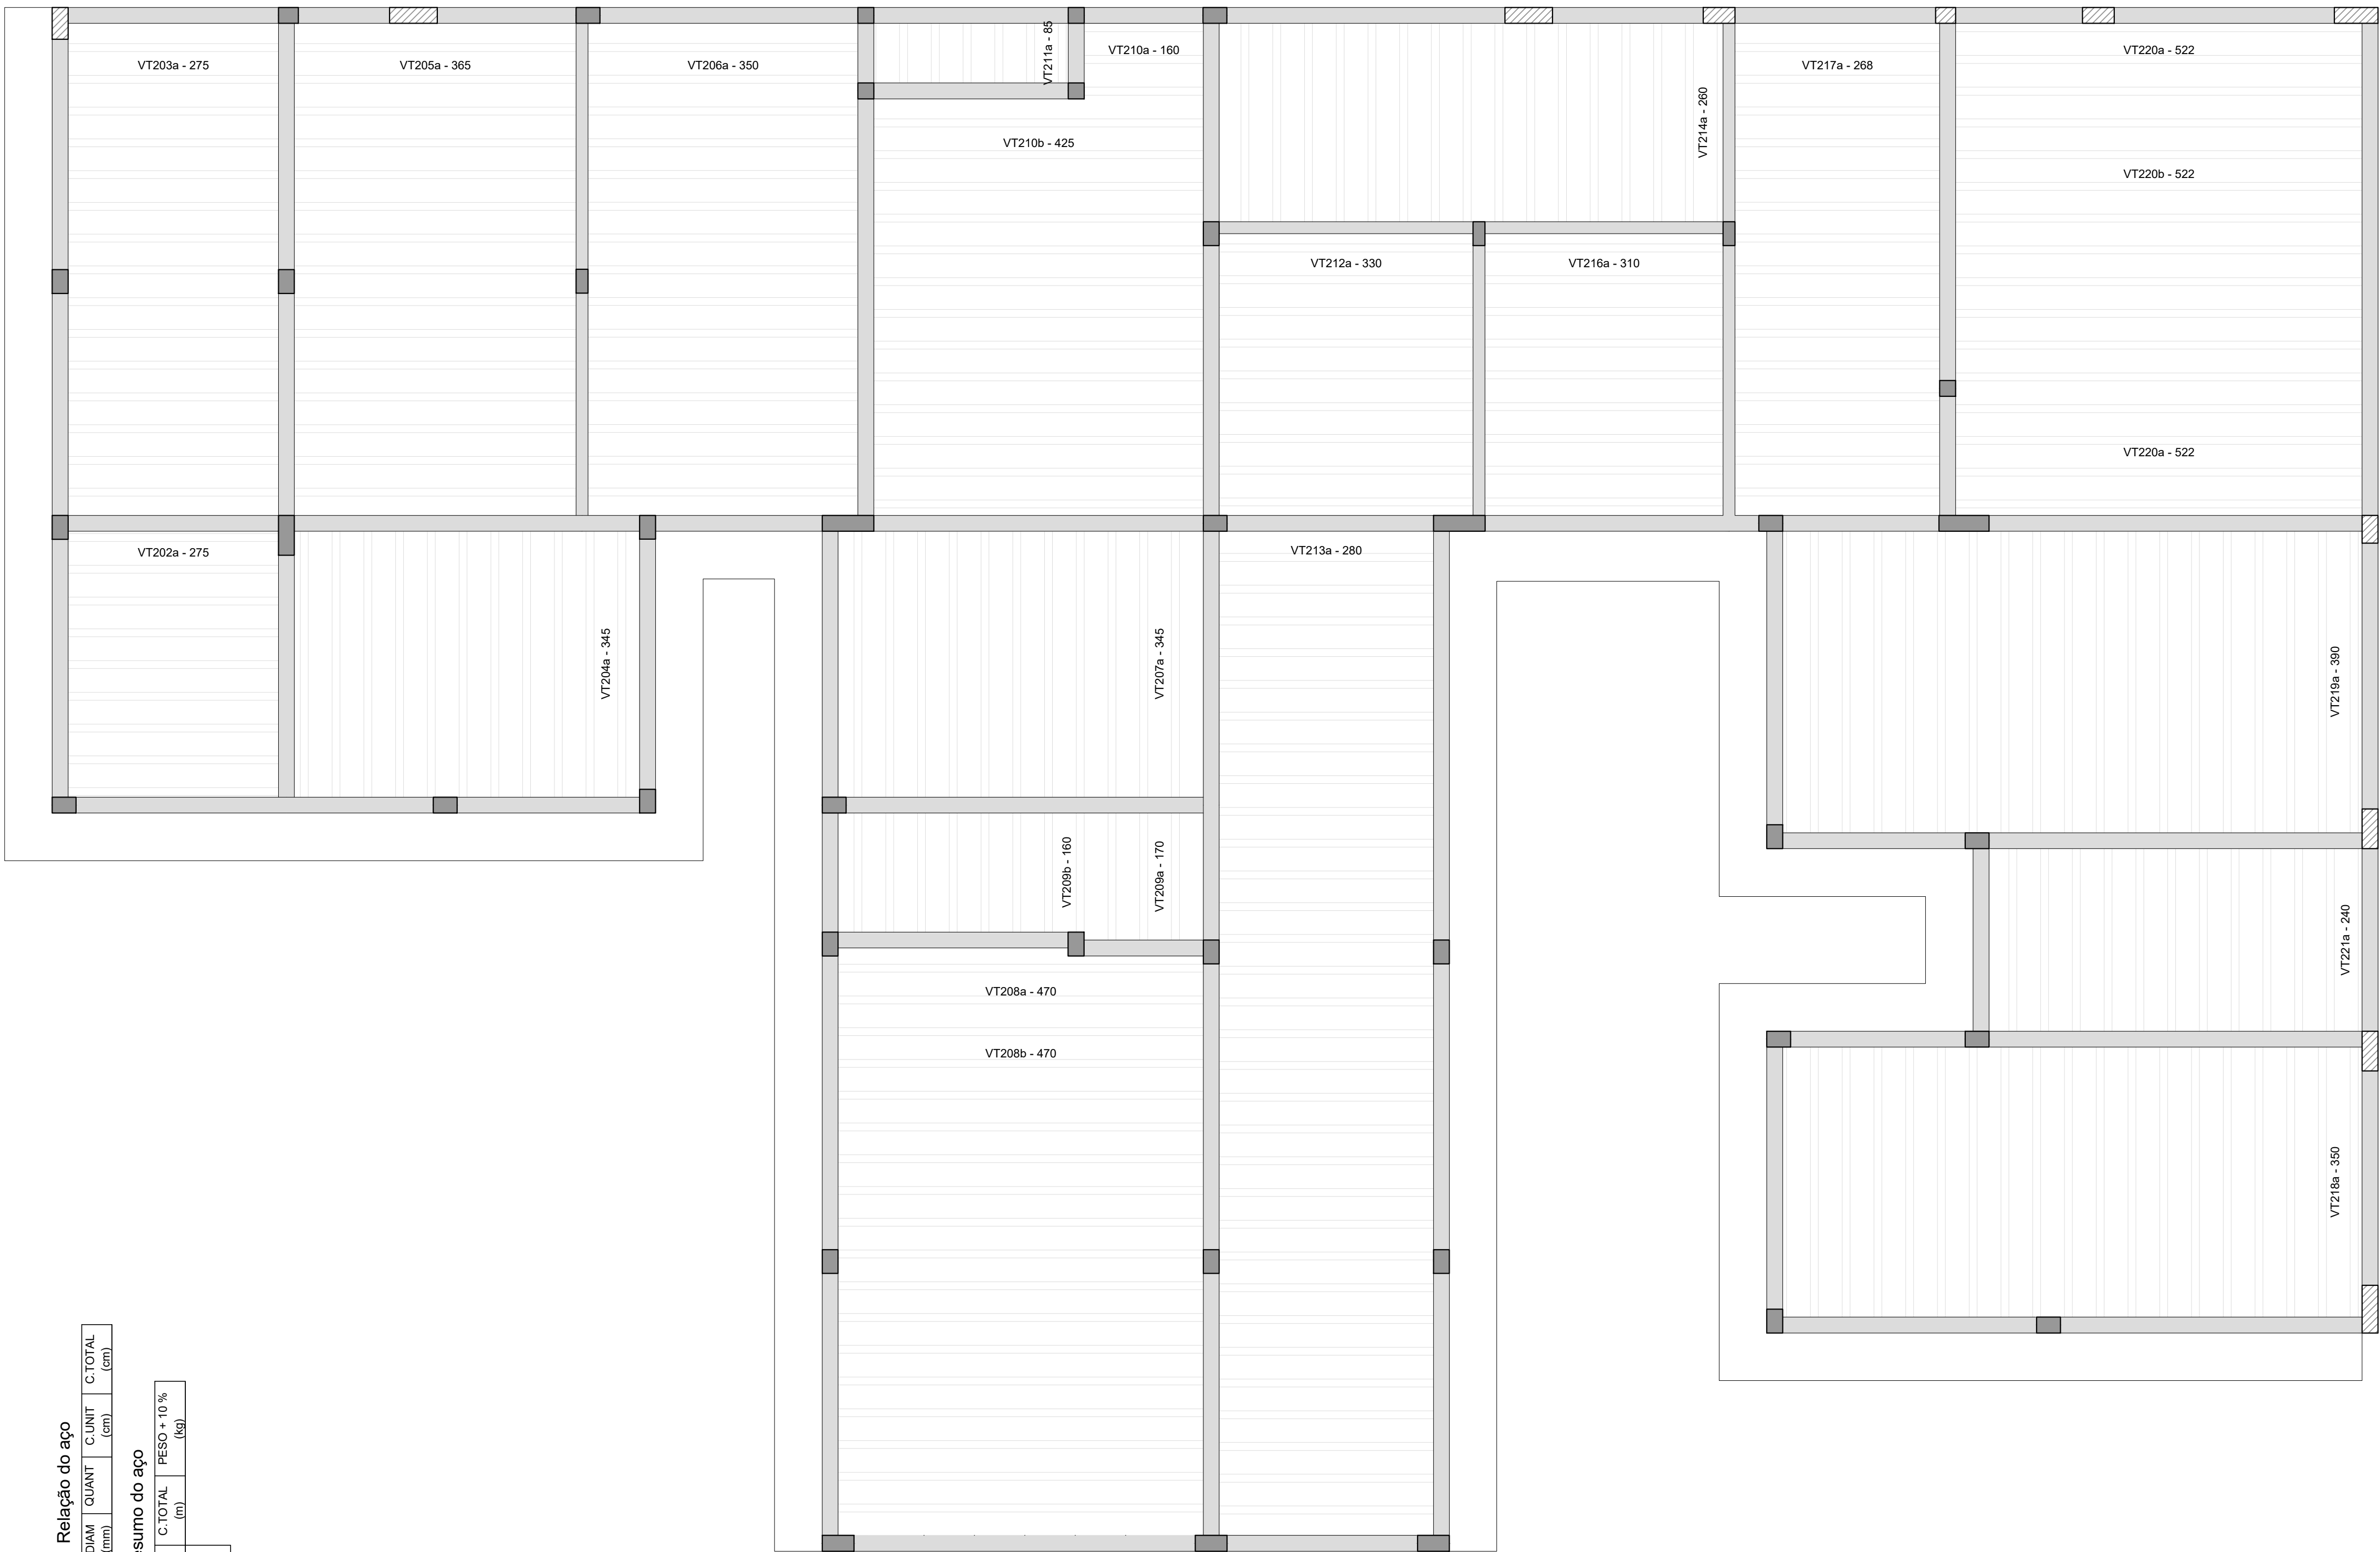 VT203a - 275
VT205a - 365
VT206a - 350
VT211a - 85
VT210a - 160
VT210b - 425
VT214a - 260
VT217a - 268
VT220a - 522
VT220b - 522
VT212a - 330
VT216a - 310
VT220a - 522
VT202a - 275
VT213a - 280
VT204a - 345
VT207a - 345
VT219a - 390
VT209b - 160
VT209a - 170
VT221a - 240
VT208a - 470
VT208b - 470
VT218a - 350
Relação do aço
DIAM QUANT C.UNIT C.TOTAL
(mm) (cm) (cm)
sumo do aço
C.TOTAL PESO + 10 %
(m) (kg)